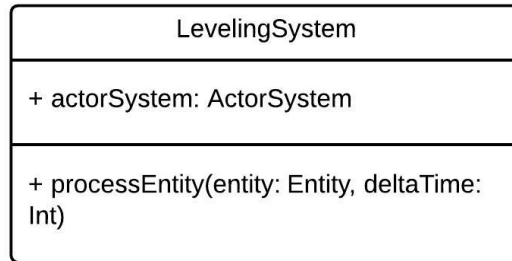 LevelingSystem
+ actorSystem: ActorSystem
+ processEntity(entity: Entity, deltaTime:
Int)